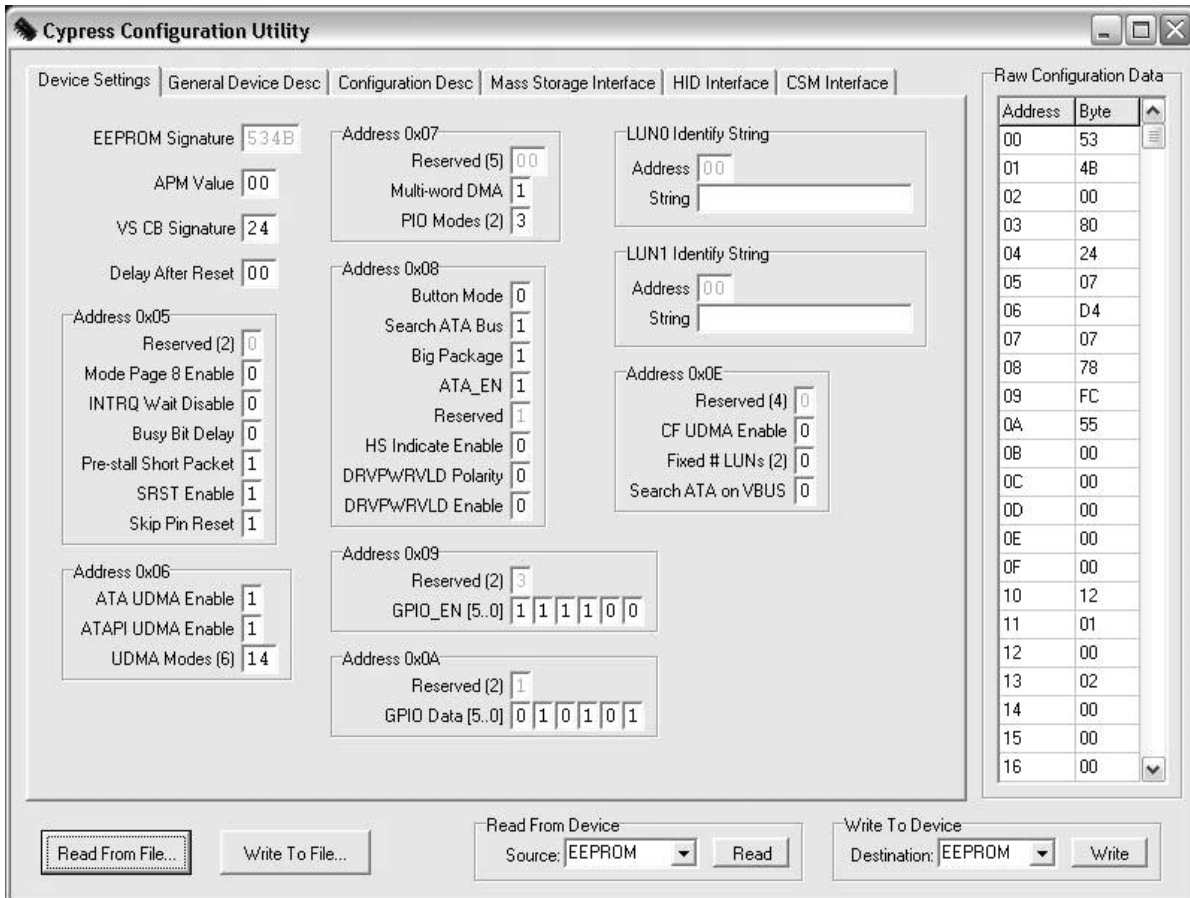 Cypress Configuration Utility
Device Settings General Device Desc Configuration Desc Mass Storage Interface HID Interface CSM Interface
EEPROM Signature 534B
APM Value 00
VS CB Signature 24
Delay After Reset 00
Address 0x05
Reserved (2) 0
Mode Page 8 Enable 0
INTRQ Wait Disable 0
Busy Bit Delay 0
Pre-stall Short Packet 1
SRST Enable 1
Skip Pin Reset 1
Address 0x06
ATA UDMA Enable 1
ATAPI UDMA Enable 1
UDMA Modes (6) 14
Address 0x07
Reserved (5) 00
Multi-word DMA 1
PIO Modes (2) 3
Address 0x08
Button Mode 0
Search ATA Bus 1
Big Package 1
ATA_EN 1
Reserved 1
HS Indicate Enable 0
DRVPWRVLD Polarity 0
DRVPWRVLD Enable 0
Address 0x09
Reserved (2) 3
GPIO_EN [5..0] 1 1 1 1 0 0
Address 0x0A
Reserved (2) 1
GPIO Data [5..0] 0 1 0 1 0 1
LUN0 Identify String
Address 00
String
LUN1 Identify String
Address 00
String
Address 0x0E
Reserved (4) 0
CF UDMA Enable 0
Fixed # LUNs (2) 0
Search ATA on VBUS 0
Raw Configuration Data
Address Byte
00 53
01 4B
02 00
03 80
04 24
05 07
06 D4
07 07
08 78
09 FC
0A 55
0B 00
0C 00
0D 00
0E 00
0F 00
10 12
11 01
12 00
13 02
14 00
15 00
16 00
Read From File...
Write To File...
Read From Device
Source: EEPROM Read
Write To Device
Destination: EEPROM Write